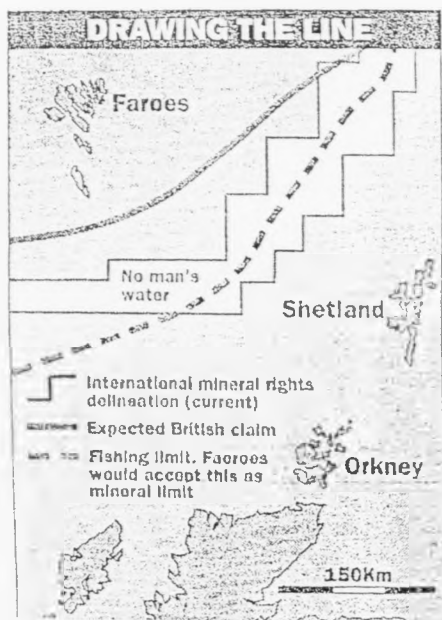 DRAWING THE LINE
Faroes
No man's
water
Shetland
International mineral rights
delineation (current)
Expected British claim
Fishing limit. Faoroes
would accept this as
mineral limit
Orkney
150Km